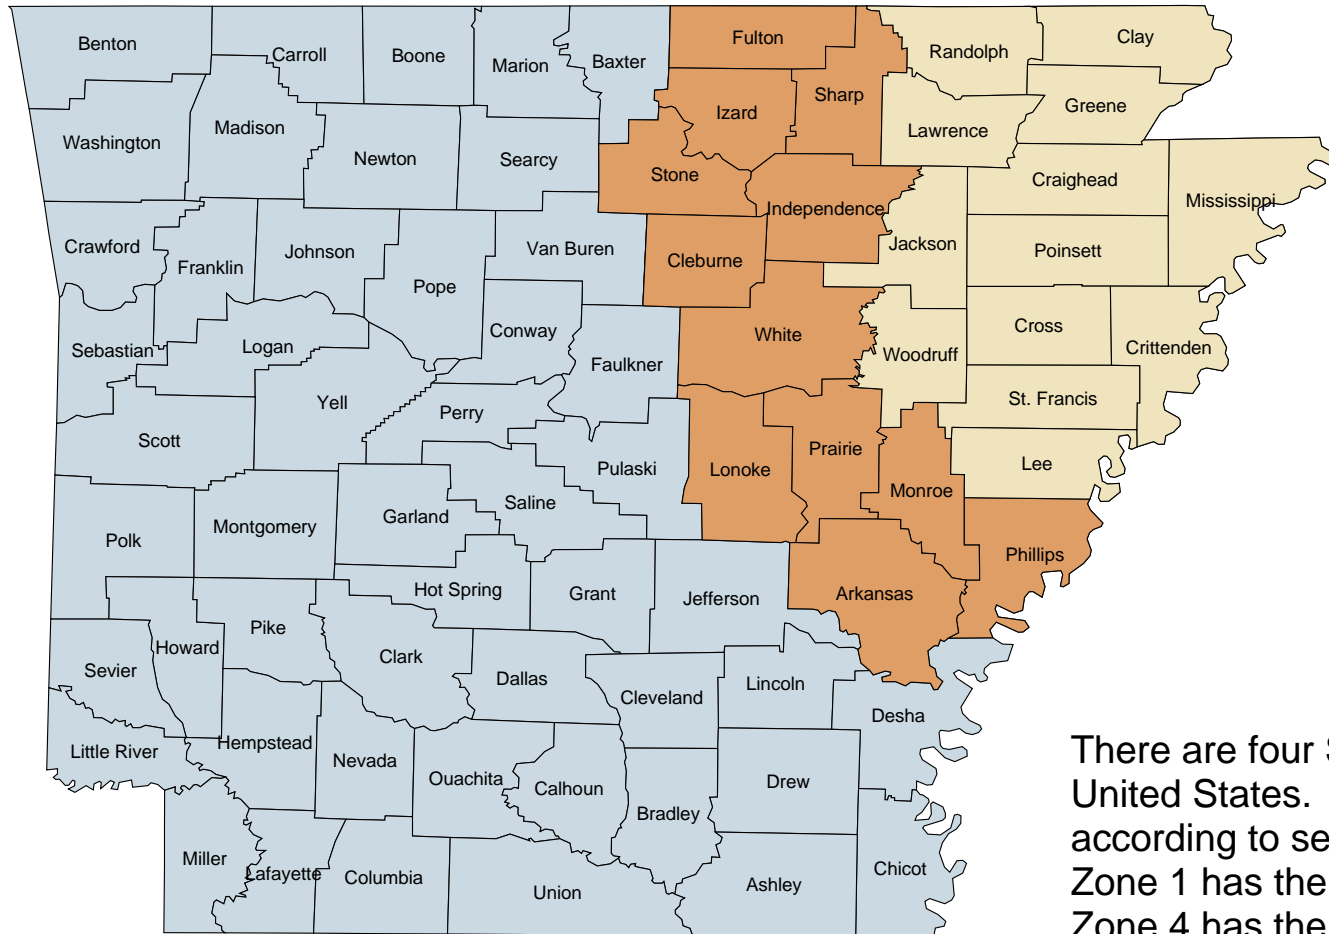 Benton
Carroll
Boone
Marion
Baxter
Fulton
Sharp
Randolph
Clay
Washington
Madison
Newton
Searcy
Izard
Lawrence
Greene
Stone
Independence
Craighead
Mississippi
Crawford
Franklin
Johnson
Pope
Van Buren
Cleburne
Jackson
Poinsett
Sebastian
Logan
Conway
Faulkner
White
Woodruff
Cross
Crittenden
Yell
Perry
St. Francis
Scott
Pulaski
Lonoke
Prairie
Monroe
Lee
Polk
Montgomery
Garland
Saline
Phillips
Hot Spring
Grant
Jefferson
Arkansas
Sevier
Howard
Pike
Clark
Dallas
Cleveland
Lincoln
Desha
Little River
Hempstead
Nevada
Ouachita
Calhoun
Bradley
Drew
Miller
Lafayette
Columbia
Union
Ashley
Chicot
There are four
United States.
according to se
Zone 1 has the
Zone 4 has the